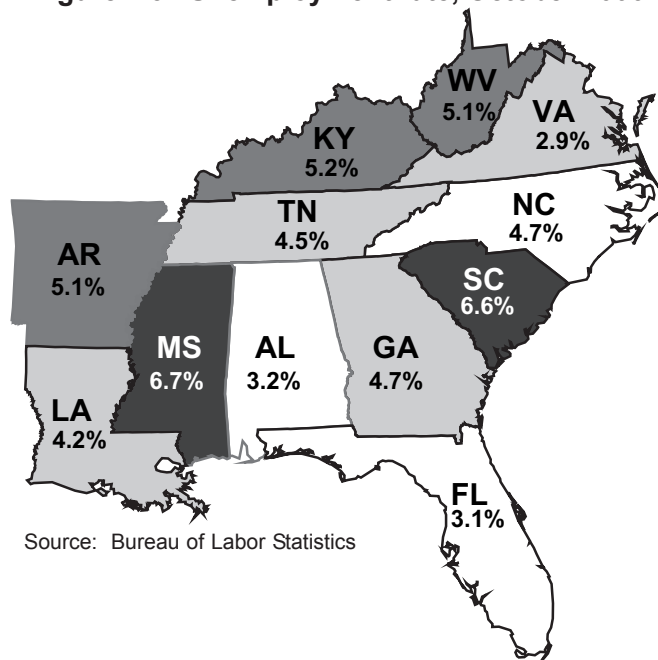 WV
5.1%
VA
2.9%
KY
5.2%
TN
4.5%
NC
4.7%
AR
5.1%
SC
6.6%
MS
6.7%
AL
3.2%
GA
4.7%
LA
4.2%
FL
3.1%
Source: Bureau of Labor Statistics